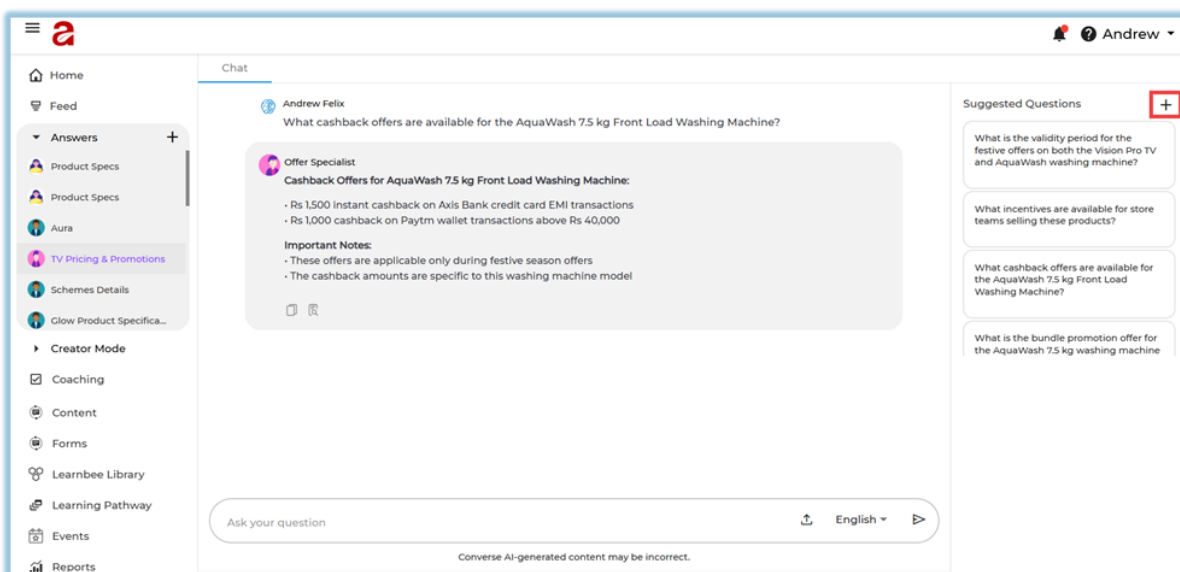 a
Andrew
Home
Feed
Answers
Product Specs
Product Specs
Aura
TV Pricing & Promotions
Schemes Details
Glow Product Specifica...
Creator Mode
Coaching
Content
Forms
Learnbee Library
Learning Pathway
Events
Reports
Chat
Andrew Felix
What cashback offers are available for the AquaWash 7.5 kg Front Load Washing Machine?
Offer Specialist
Cashback Offers for AquaWash 7.5 kg Front Load Washing Machine:
• Rs 1,500 instant cashback on Axis Bank credit card EMI transactions
• Rs 1,000 cashback on Paytm wallet transactions above Rs 40,000
Important Notes:
• These offers are applicable only during festive season offers
• The cashback amounts are specific to this washing machine model
Ask your question
English
Converse AI-generated content may be incorrect.
Suggested Questions
What is the validity period for the
festive offers on both the Vision Pro TV
and AquaWash washing machine?
What incentives are available for store
teams selling these products?
What cashback offers are available for
the AquaWash 7.5 kg Front Load
Washing Machine?
What is the bundle promotion offer for
the AquaWash 7.5 kg washing machine